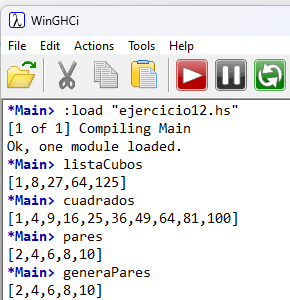 WinGHCi
File Edit Actions Tools Help
*Main> :load "ejercicio12.hs"
[1 of 1] Compiling Main
Ok, one module loaded.
*Main> listaCubos
[1,8,27,64,125]
*Main> cuadrados
[1,4,9,16,25,36,49,64,81,100]
*Main> pares
[2,4,6,8,10]
*Main> generaPares
[2,4,6,8,10]